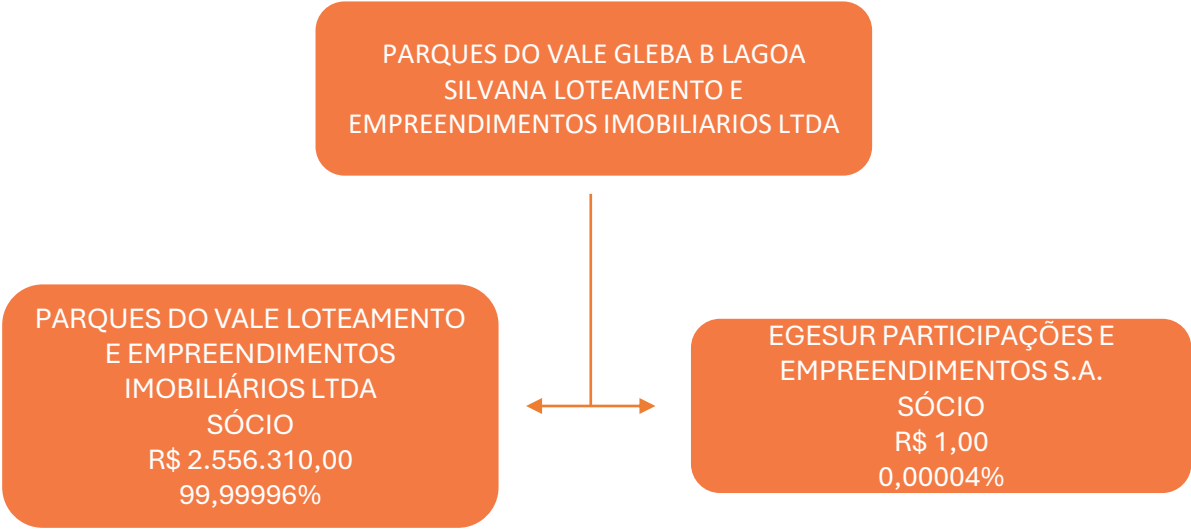 PARQUES DO VALE GLEBA B LAGOA
SILVANA LOTEAMENTO E
EMPREENDIMENTOS IMOBILIARIOS LTDA
PARQUES DO VALE LOTEAMENTO
E EMPREENDIMENTOS
IMOBILIÁRIOS LTDA
SÓCIO
R$ 2.556.310,00
99,99996%
EGESUR PARTICIPAÇÕES E
EMPREENDIMENTOS S.A.
SÓCIO
R$ 1,00
0,00004%